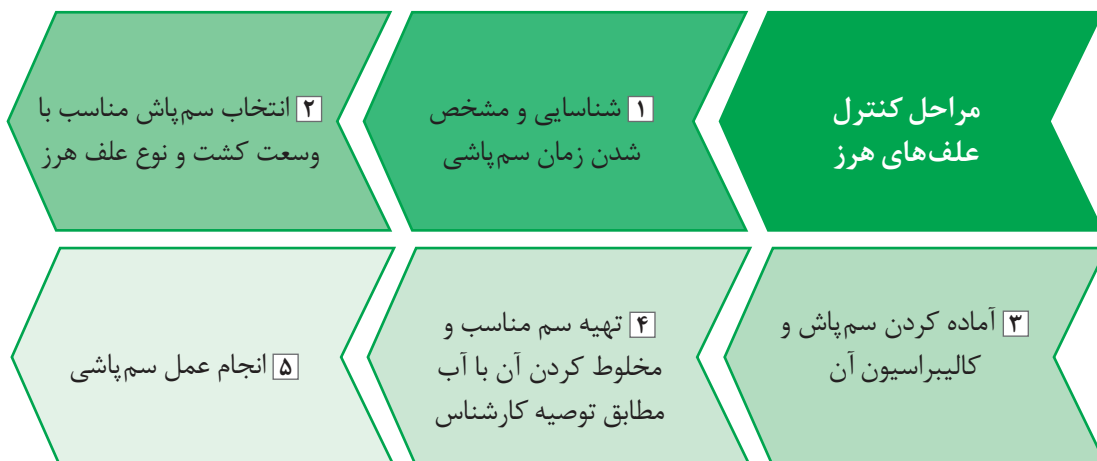 مراحل کنترل
علف‌های هرز
۱ شناسایی و مشخص
شدن زمان سم‌پاشی
۲ انتخاب سم‌پاش مناسب با
وسعت کشت و نوع علف هرز
۳ آماده کردن سم‌پاش و
کالیبراسیون آن
۴ تهیه سم مناسب و
مخلوط کردن آن با آب
مطابق توصیه کارشناس
۵ انجام عمل سم‌پاشی